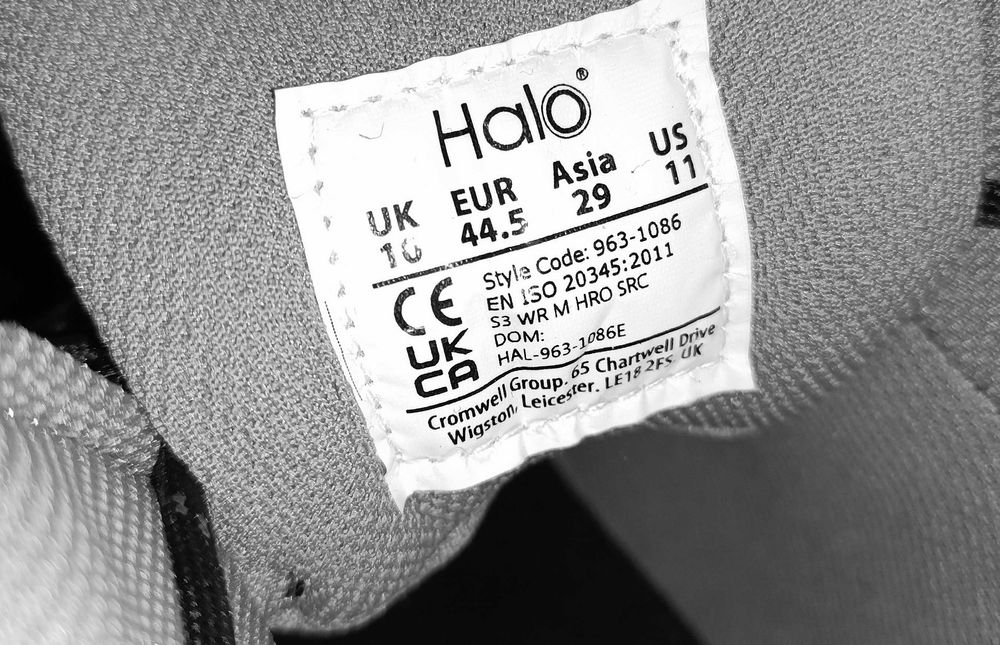 Halo®
UK EUR Asia US
10 44.5 29 11
CE
UK
CA
Style Code: 963-1086
EN ISO 20345:2011
S3 WR M HRO SRC
DOM:
HAL-963-1086E
Cromwell Group, 65 Chartwell Drive
Wigston, Leicester, LE18 2FS, UK